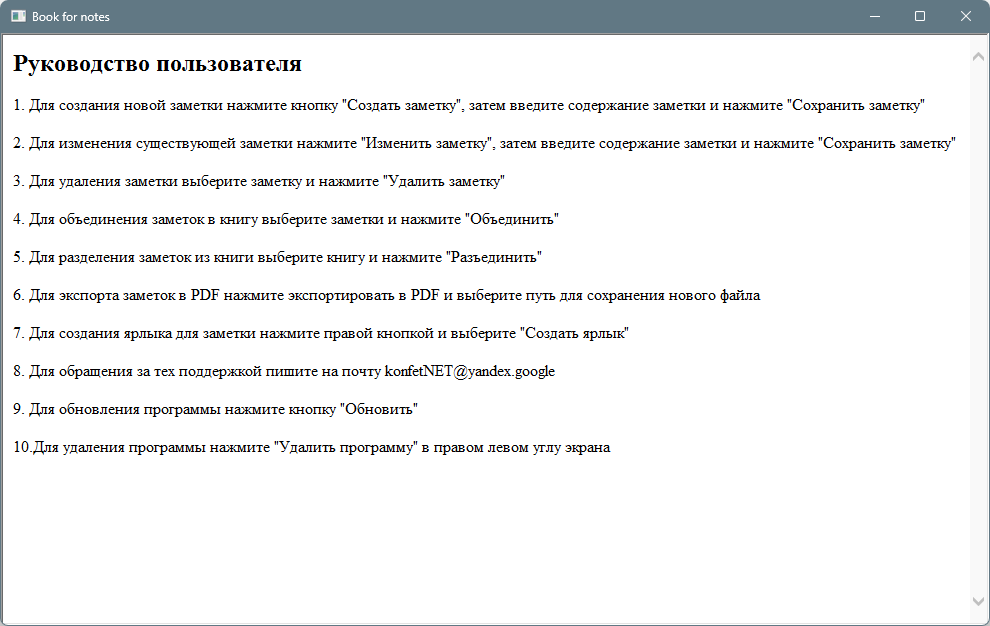 Book for notes
Руководство пользователя
1. Для создания новой заметки нажмите кнопку "Создать заметку", затем введите содержание заметки и нажмите "Сохранить заметку"
2. Для изменения существующей заметки нажмите "Изменить заметку", затем введите содержание заметки и нажмите "Сохранить заметку"
3. Для удаления заметки выберите заметку и нажмите "Удалить заметку"
4. Для объединения заметок в книгу выберите заметки и нажмите "Объединить"
5. Для разделения заметок из книги выберите книгу и нажмите "Разъединить"
6. Для экспорта заметок в PDF нажмите экспортировать в PDF и выберите путь для сохранения нового файла
7. Для создания ярлыка для заметки нажмите правой кнопкой и выберите "Создать ярлык"
8. Для обращения за тех поддержкой пишите на почту konfetNET@yandex.google
9. Для обновления программы нажмите кнопку "Обновить"
10.Для удаления программы нажмите "Удалить программу" в правом левом углу экрана